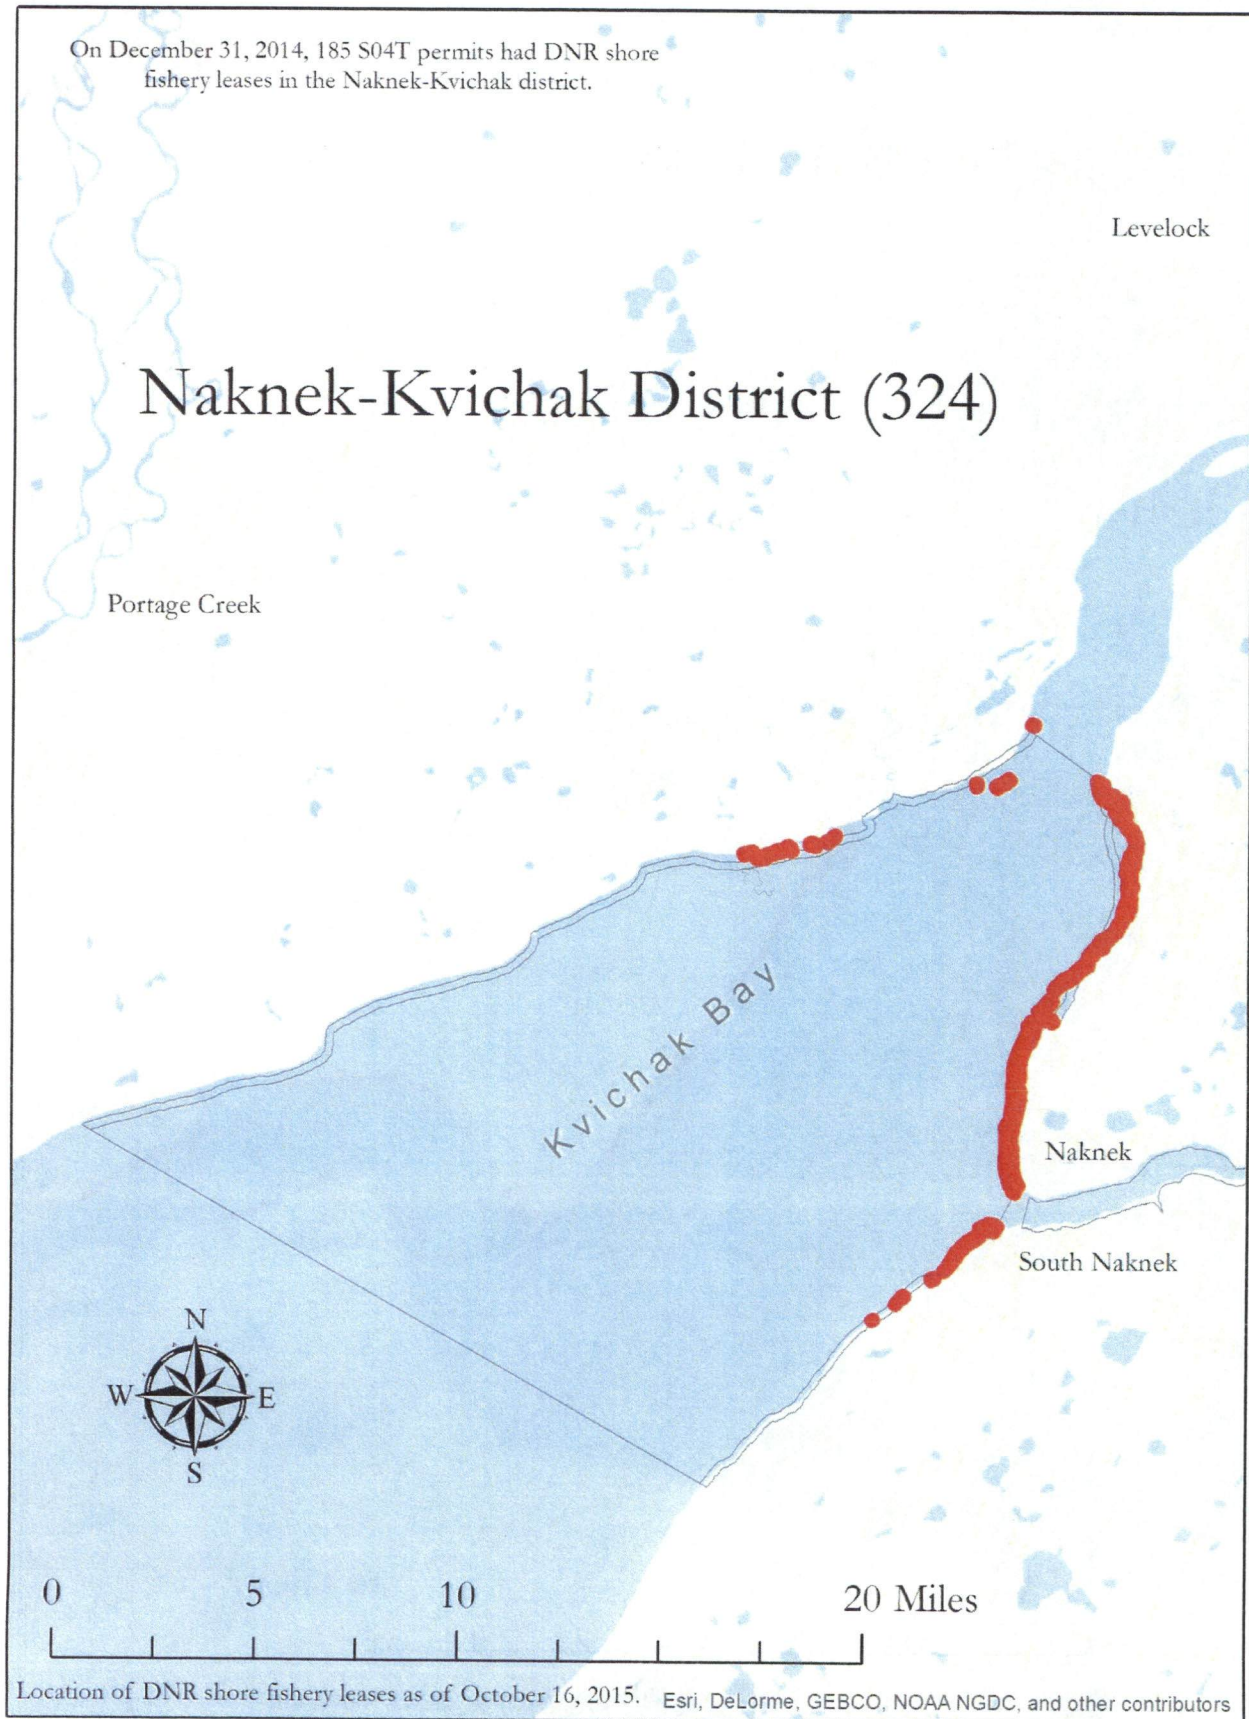 On December 31, 2014, 185 S04T permits had DNR shore
fishery leases in the Naknek-Kvichak district.
Levelock
Naknek-Kvichak District (324)
Portage Creek
Kvichak Bay
Naknek
South Naknek
N
W E
S
0 5 10 20 Miles
Location of DNR shore fishery leases as of October 16, 2015. Esri, DeLorme, GEBCO, NOAA NGDC, and other contributors